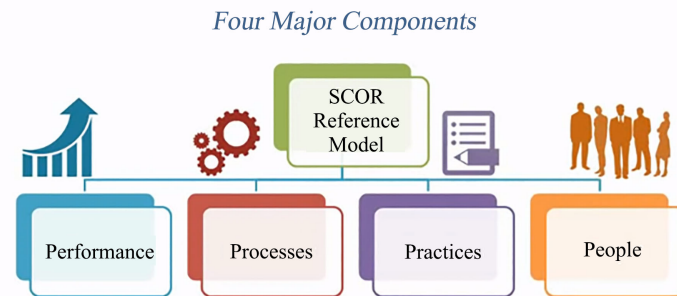 Four Major Components
SCOR
Reference
Model
Performance
Processes
Practices
People